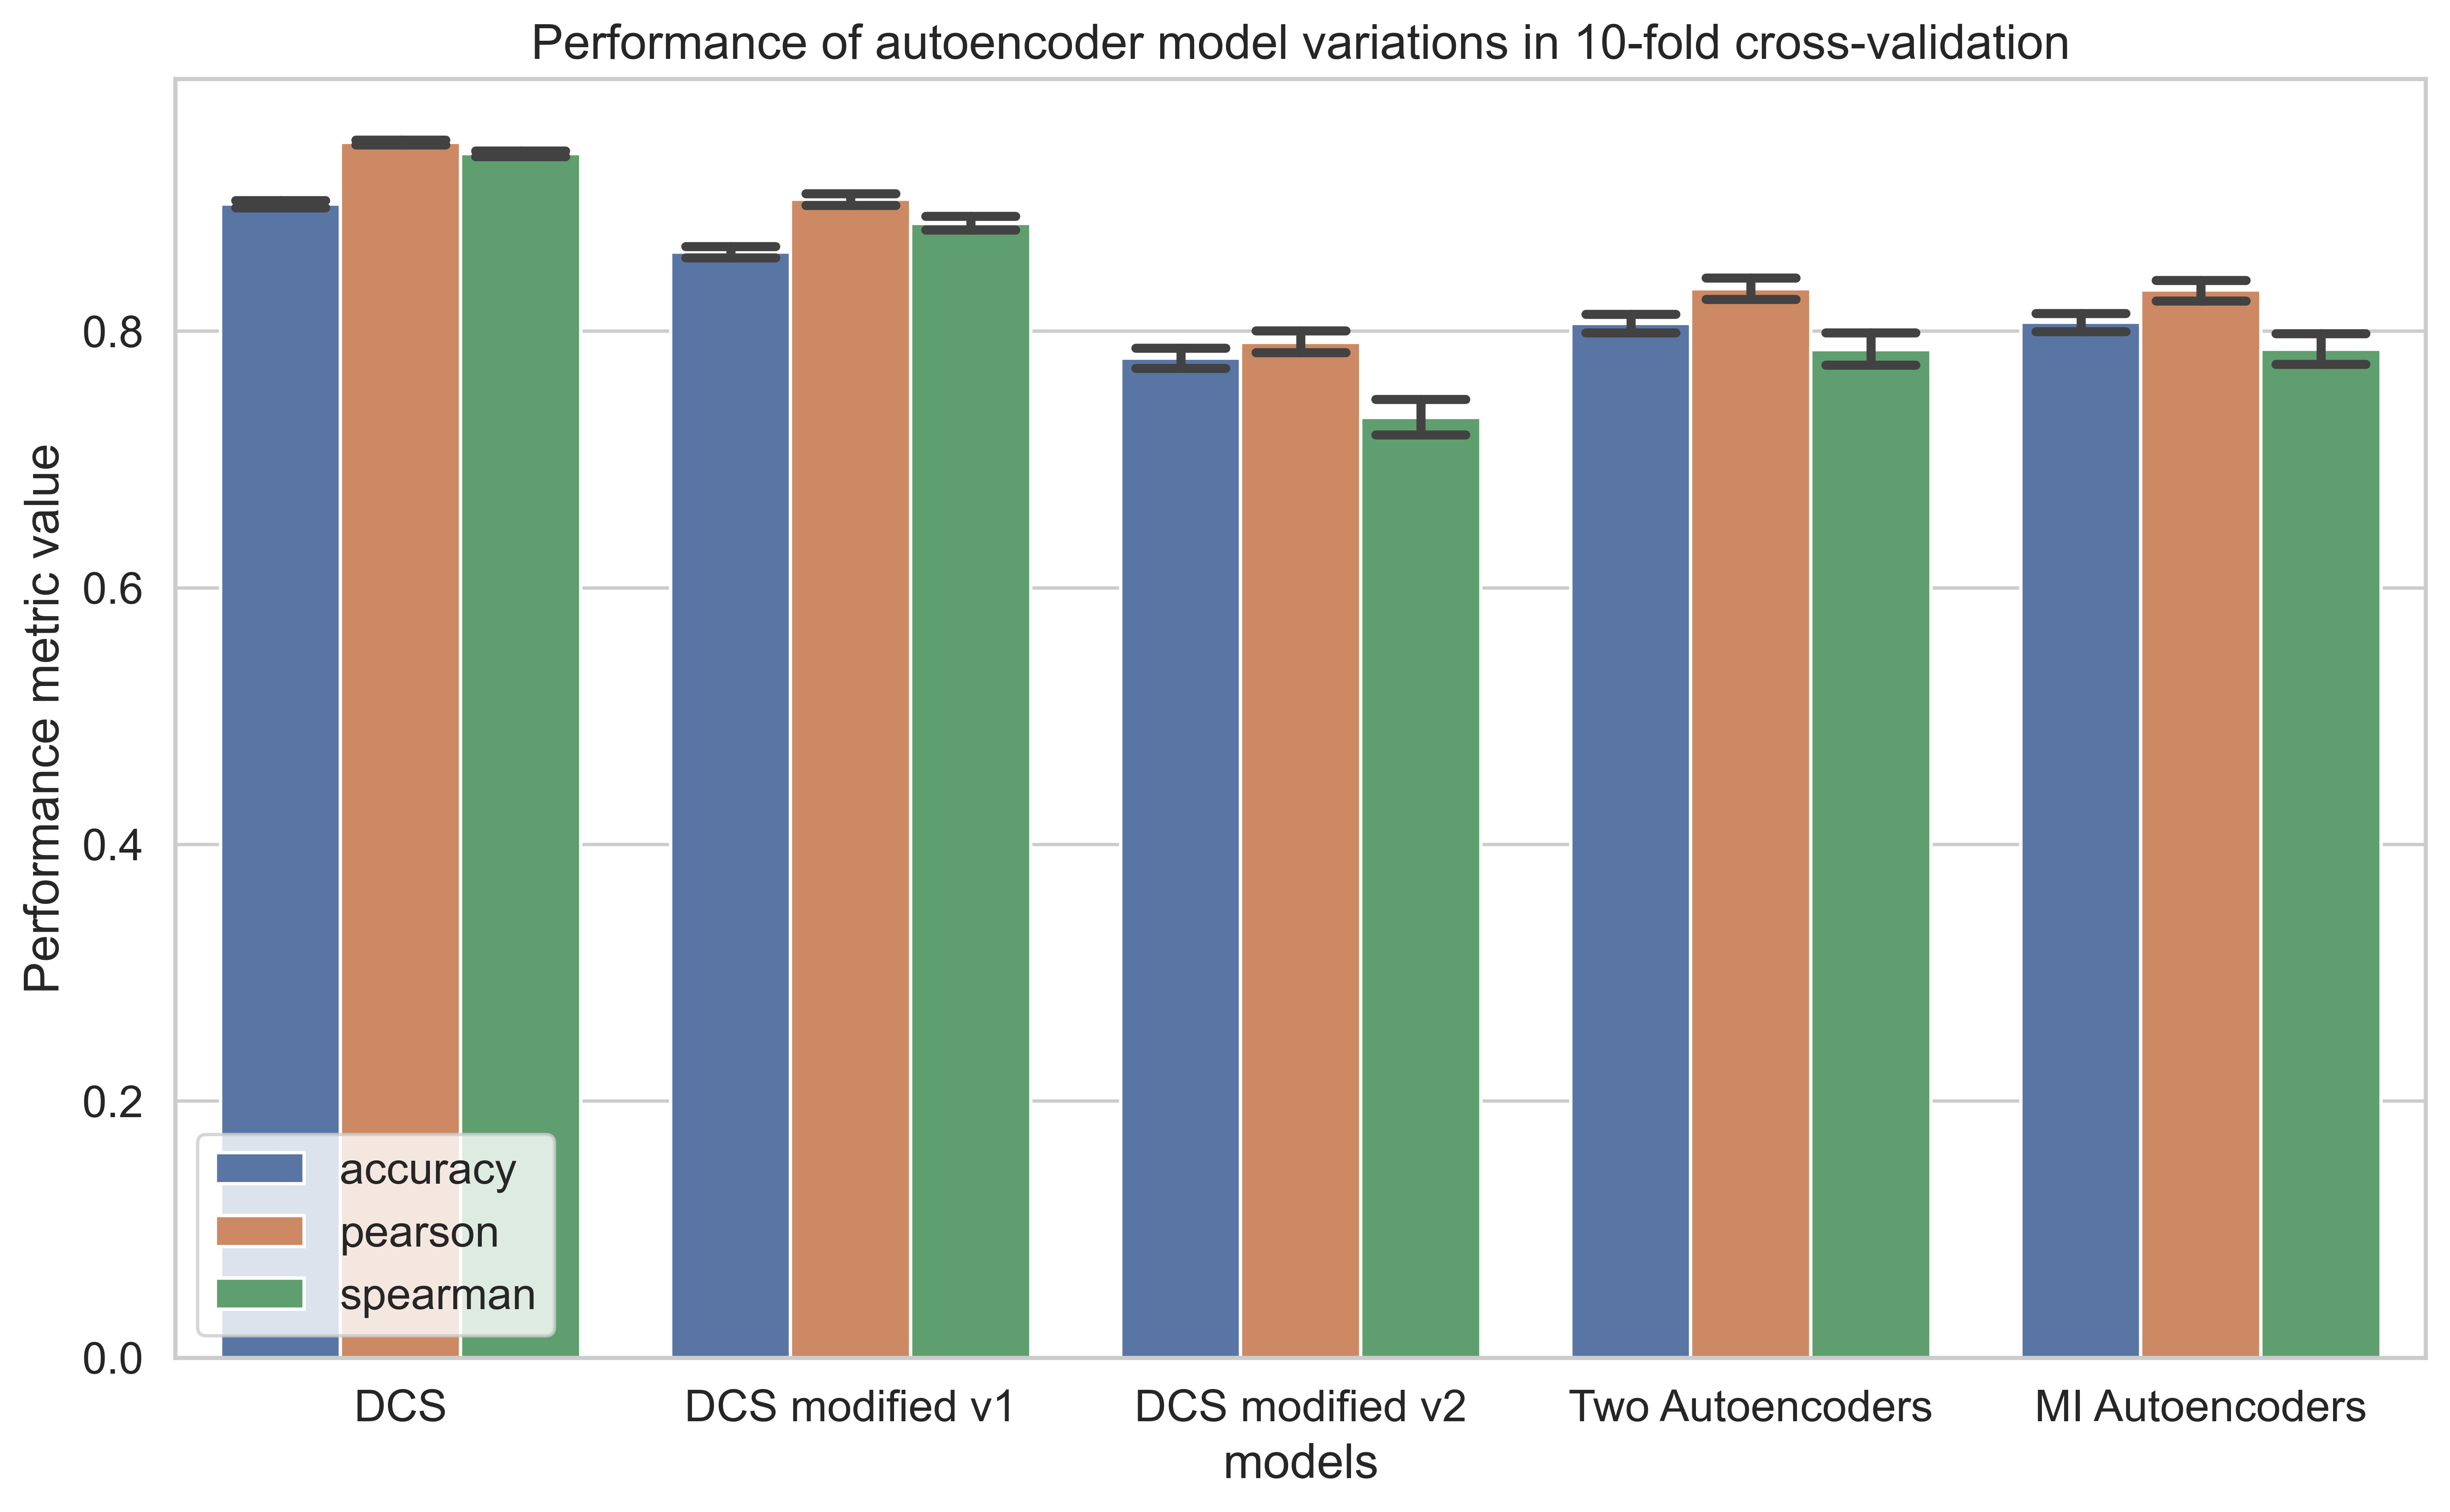 Performance of autoencoder model variations in 10-fold cross-validation
Performance metric value
0.8
0.6
0.4
0.2
0.0
accuracy
pearson
spearman
DCS
DCS modified v1
DCS modified v2
Two Autoencoders
MI Autoencoders
models